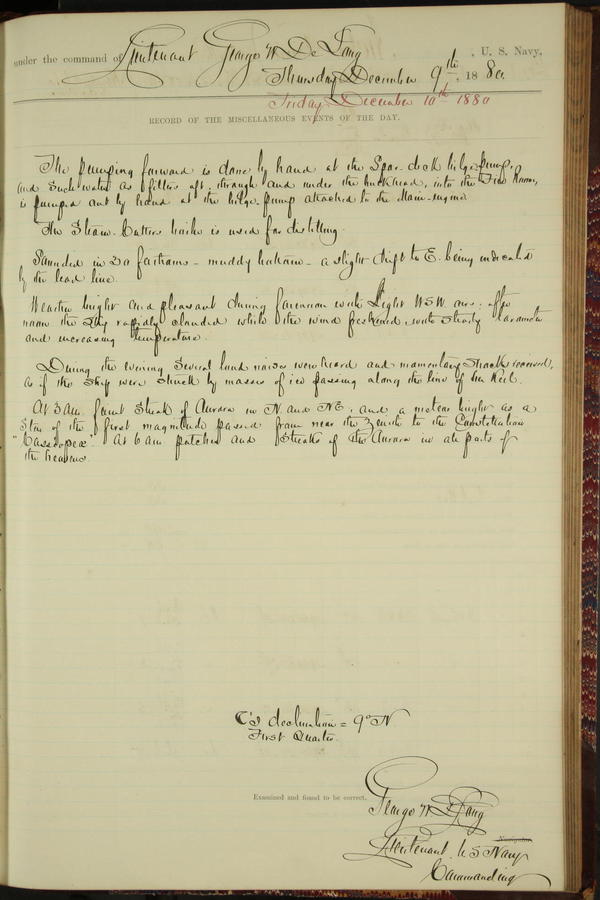 under the command of Lieutenant George W. De Long, U. S. Navy,
Thursday December 9th, 1880.
Friday December 10th 1880
RECORD OF THE MISCELLANEOUS EVENTS OF THE DAY.
The pumping forward is done by hand at the Spar-deck bilge pump,
and such water as filters aft, through and under the bulkhead, into the Fire Room,
is pumped out by hand at the bilge pump attached to the Main-engine
The Steam-Cutters boiler is used for distilling.
Sounded in 20 fathoms - muddy bottom - a slight drift to E. being indicated
by the lead line.
Weather bright and pleasant during forenoon with Light W S W. airs: after
noon the sky rapidly clouded while the wind freshened, with steady barometer
and increasing temperature.
During the evening several loud noises were heard and momentary shocks received,
as if the ship were struck by masses of ice passing along the line of her keel.
At 3 A.M. faint streak of Aurora in N. and NE, and a meteor bright as a
Star of the first magnitude passed from near the Zenith to the Constellation
"Casseopea". At 6 a.m. patches and streaks of the Aurora in all parts of
the heavens.
☾'s declination = 9° N
First Quarter.
Examined and found to be correct.
George W. De Long
Navigator.
Lieutenant U S Navy
Commanding